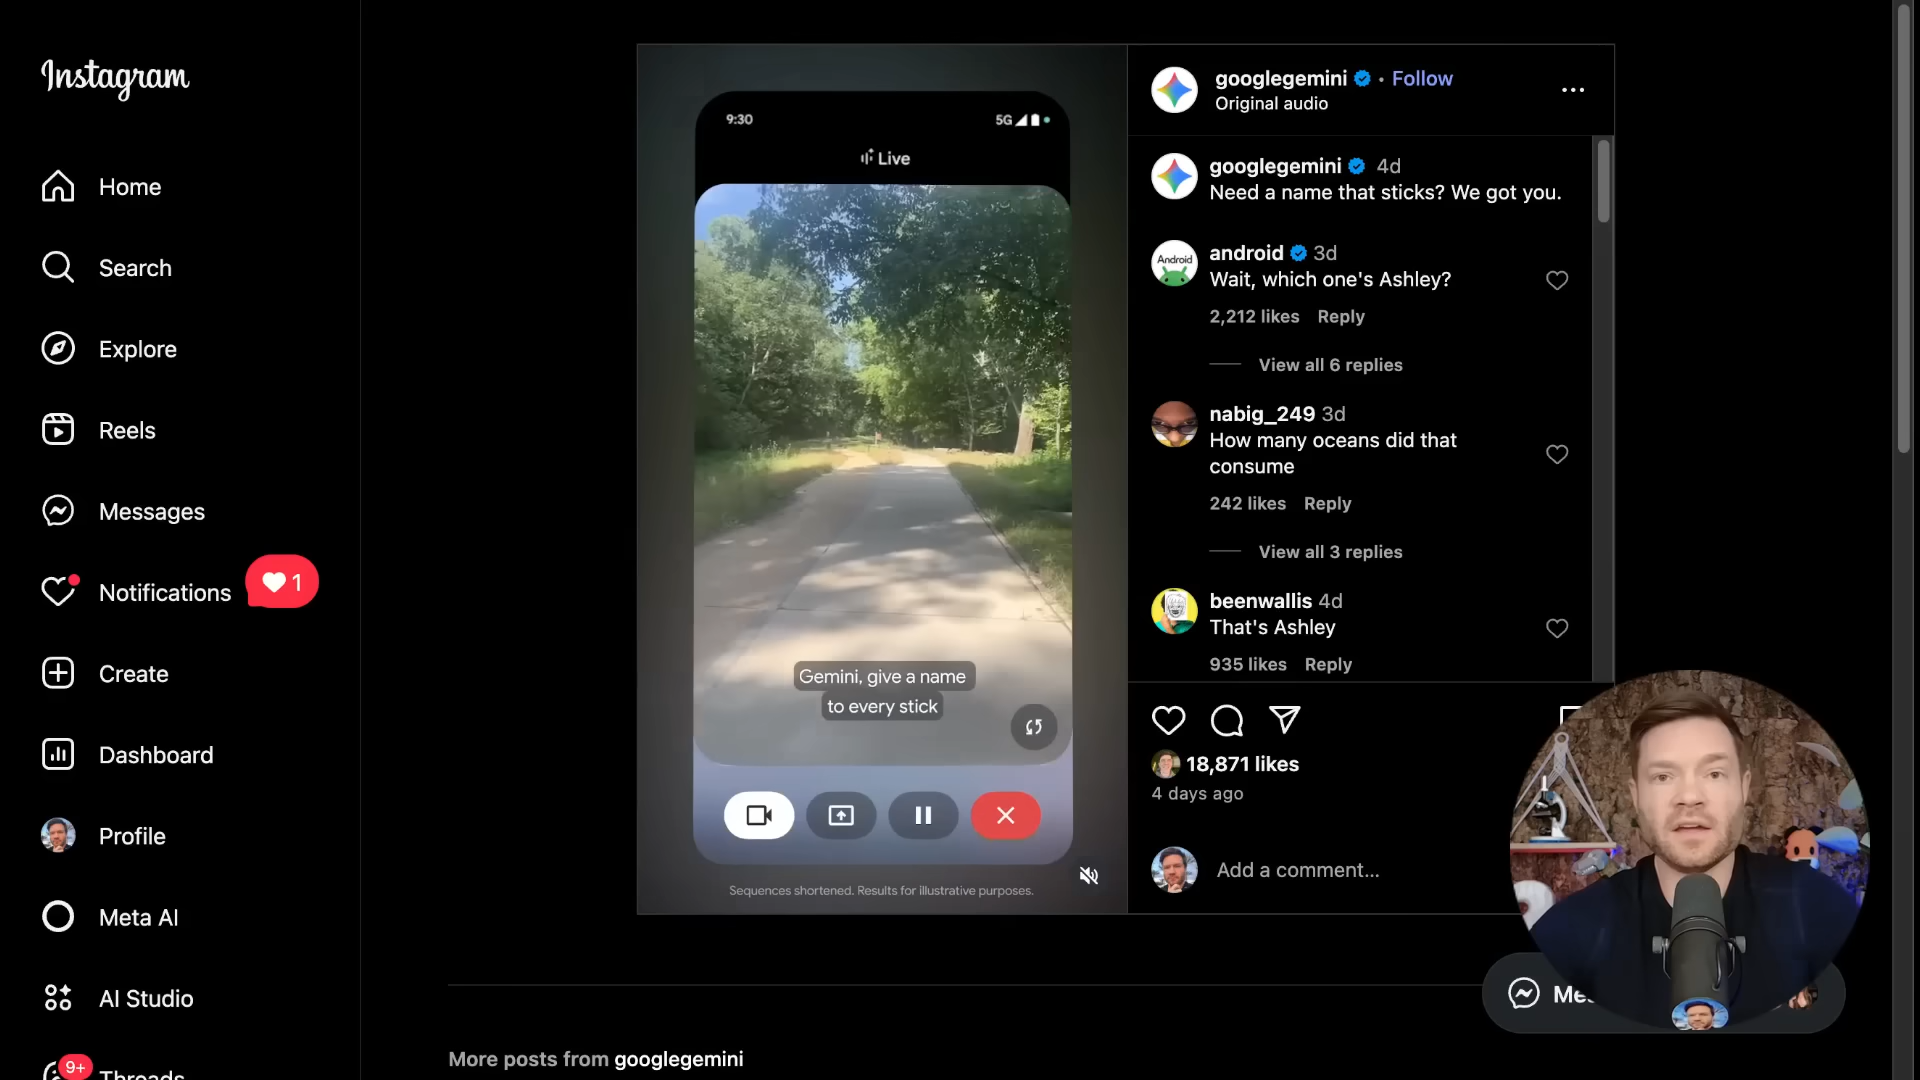 Instagram
Home
Search
Explore
Reels
Messages
Notifications
1
Create
Dashboard
Profile
Meta AI
AI Studio
9+
Threads
9:30
5G
Live
Gemini, give a name
to every stick
Sequences shortened. Results for illustrative purposes.
googlegemini • Follow
Original audio
googlegemini 4d
Need a name that sticks? We got you.
Android
android 3d
Wait, which one's Ashley?
2,212 likes Reply
View all 6 replies
nabig_249 3d
How many oceans did that
consume
242 likes Reply
View all 3 replies
beenwallis 4d
That's Ashley
935 likes Reply
18,871 likes
4 days ago
Add a comment...
More posts from googlegemini